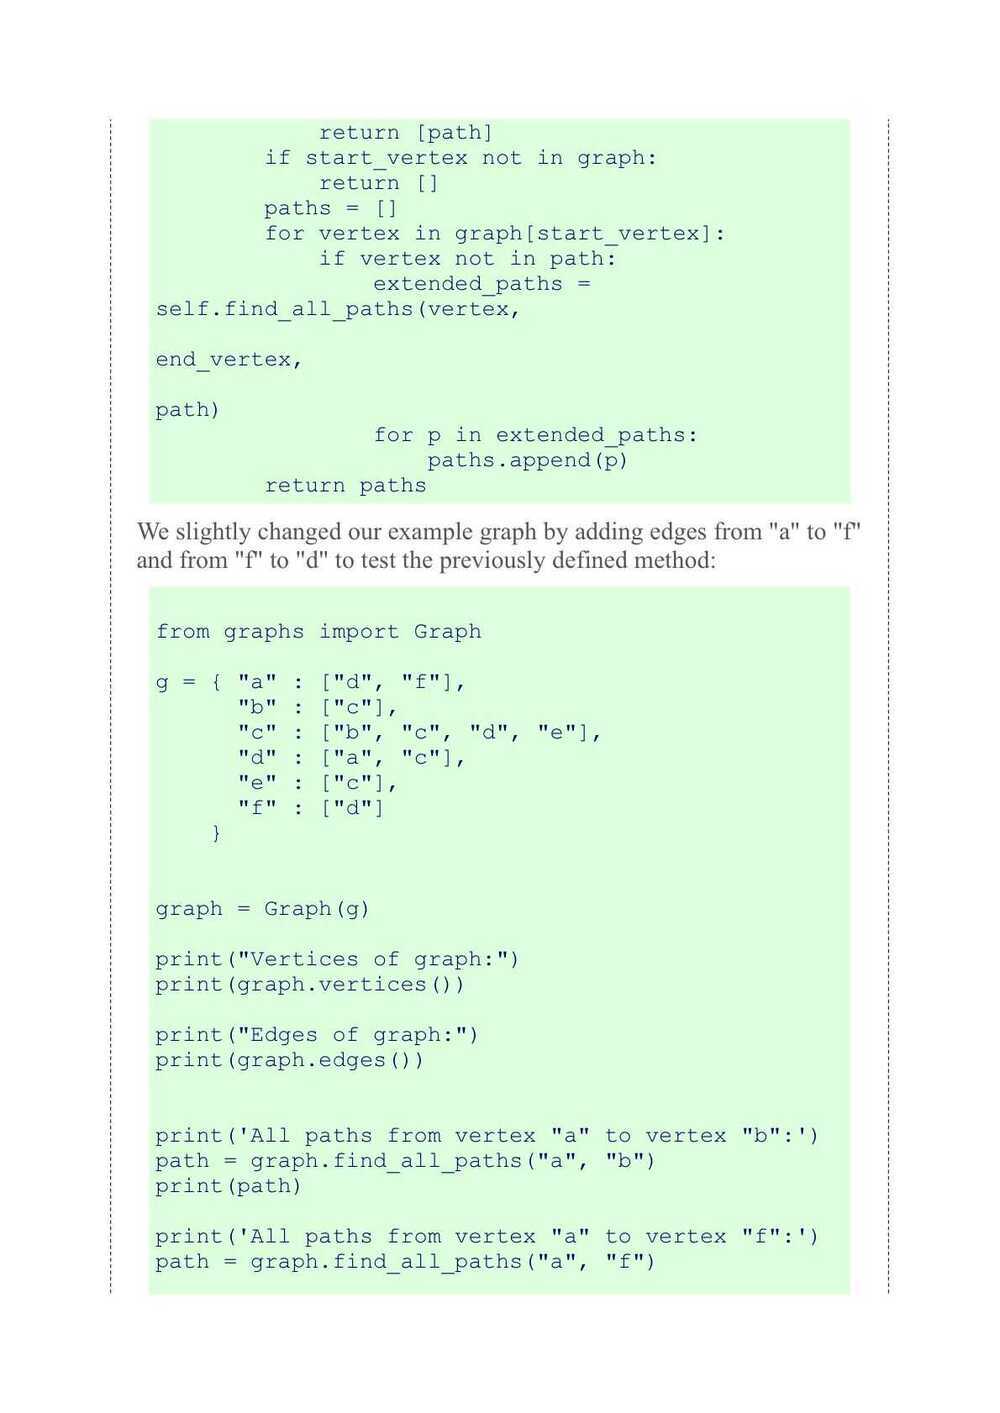 return [path]
        if start_vertex not in graph:
            return []
        paths = []
        for vertex in graph[start_vertex]:
            if vertex not in path:
                extended_paths =
self.find_all_paths(vertex,
end_vertex,
path)
                for p in extended_paths:
                    paths.append(p)
        return paths
We slightly changed our example graph by adding edges from "a" to "f"
and from "f" to "d" to test the previously defined method:
from graphs import Graph
g = { "a" : ["d", "f"],
      "b" : ["c"],
      "c" : ["b", "c", "d", "e"],
      "d" : ["a", "c"],
      "e" : ["c"],
      "f" : ["d"]
    }
graph = Graph(g)
print("Vertices of graph:")
print(graph.vertices())
print("Edges of graph:")
print(graph.edges())
print('All paths from vertex "a" to vertex "b":')
path = graph.find_all_paths("a", "b")
print(path)
print('All paths from vertex "a" to vertex "f":')
path = graph.find_all_paths("a", "f")